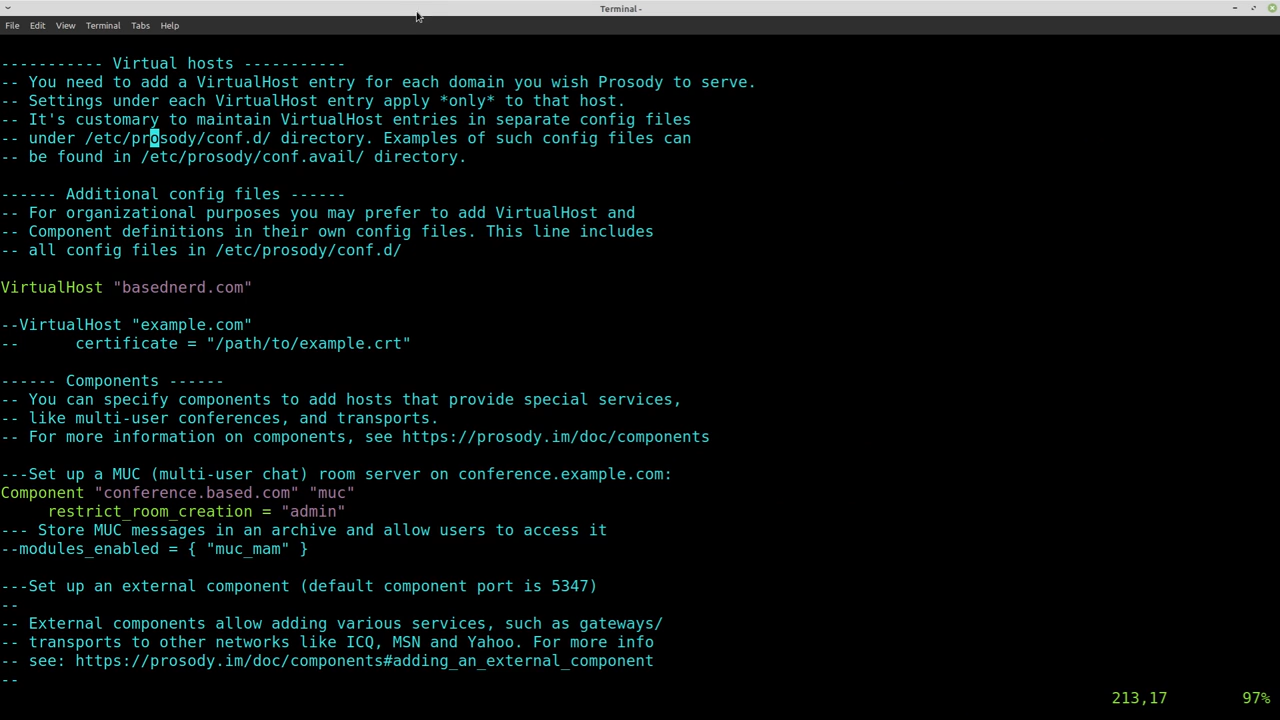 Terminal -
File Edit View Terminal Tabs Help
----------- Virtual hosts -----------
-- You need to add a VirtualHost entry for each domain you wish Prosody to serve.
-- Settings under each VirtualHost entry apply *only* to that host.
-- It's customary to maintain VirtualHost entries in separate config files
-- under /etc/prosody/conf.d/ directory. Examples of such config files can
-- be found in /etc/prosody/conf.avail/ directory.
------ Additional config files ------
-- For organizational purposes you may prefer to add VirtualHost and
-- Component definitions in their own config files. This line includes
-- all config files in /etc/prosody/conf.d/
VirtualHost "basednerd.com"
--VirtualHost "example.com"
--      certificate = "/path/to/example.crt"
------ Components ------
-- You can specify components to add hosts that provide special services,
-- like multi-user conferences, and transports.
-- For more information on components, see https://prosody.im/doc/components
---Set up a MUC (multi-user chat) room server on conference.example.com:
Component "conference.based.com" "muc"
     restrict_room_creation = "admin"
--- Store MUC messages in an archive and allow users to access it
--modules_enabled = { "muc_mam" }
---Set up an external component (default component port is 5347)
--
-- External components allow adding various services, such as gateways/
-- transports to other networks like ICQ, MSN and Yahoo. For more info
-- see: https://prosody.im/doc/components#adding_an_external_component
--
213,17 97%